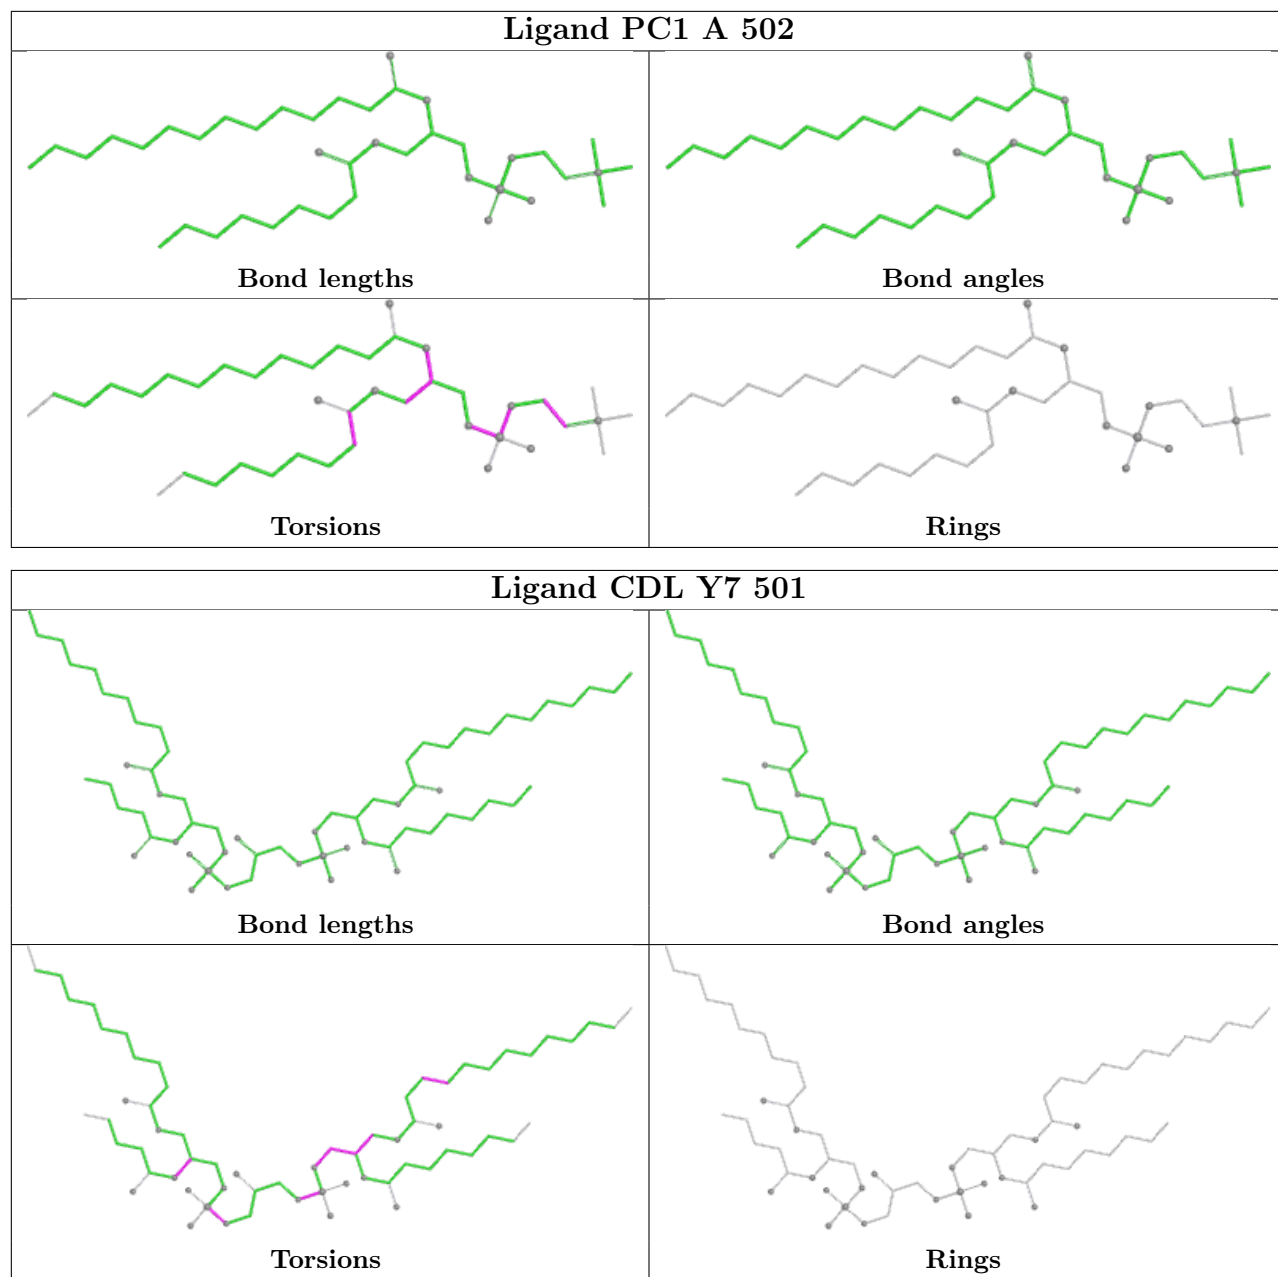 Ligand PC1 A 502
Bond lengths
Bond angles
Torsions
Rings
Ligand CDL Y7 501
Bond lengths
Bond angles
Torsions
Rings